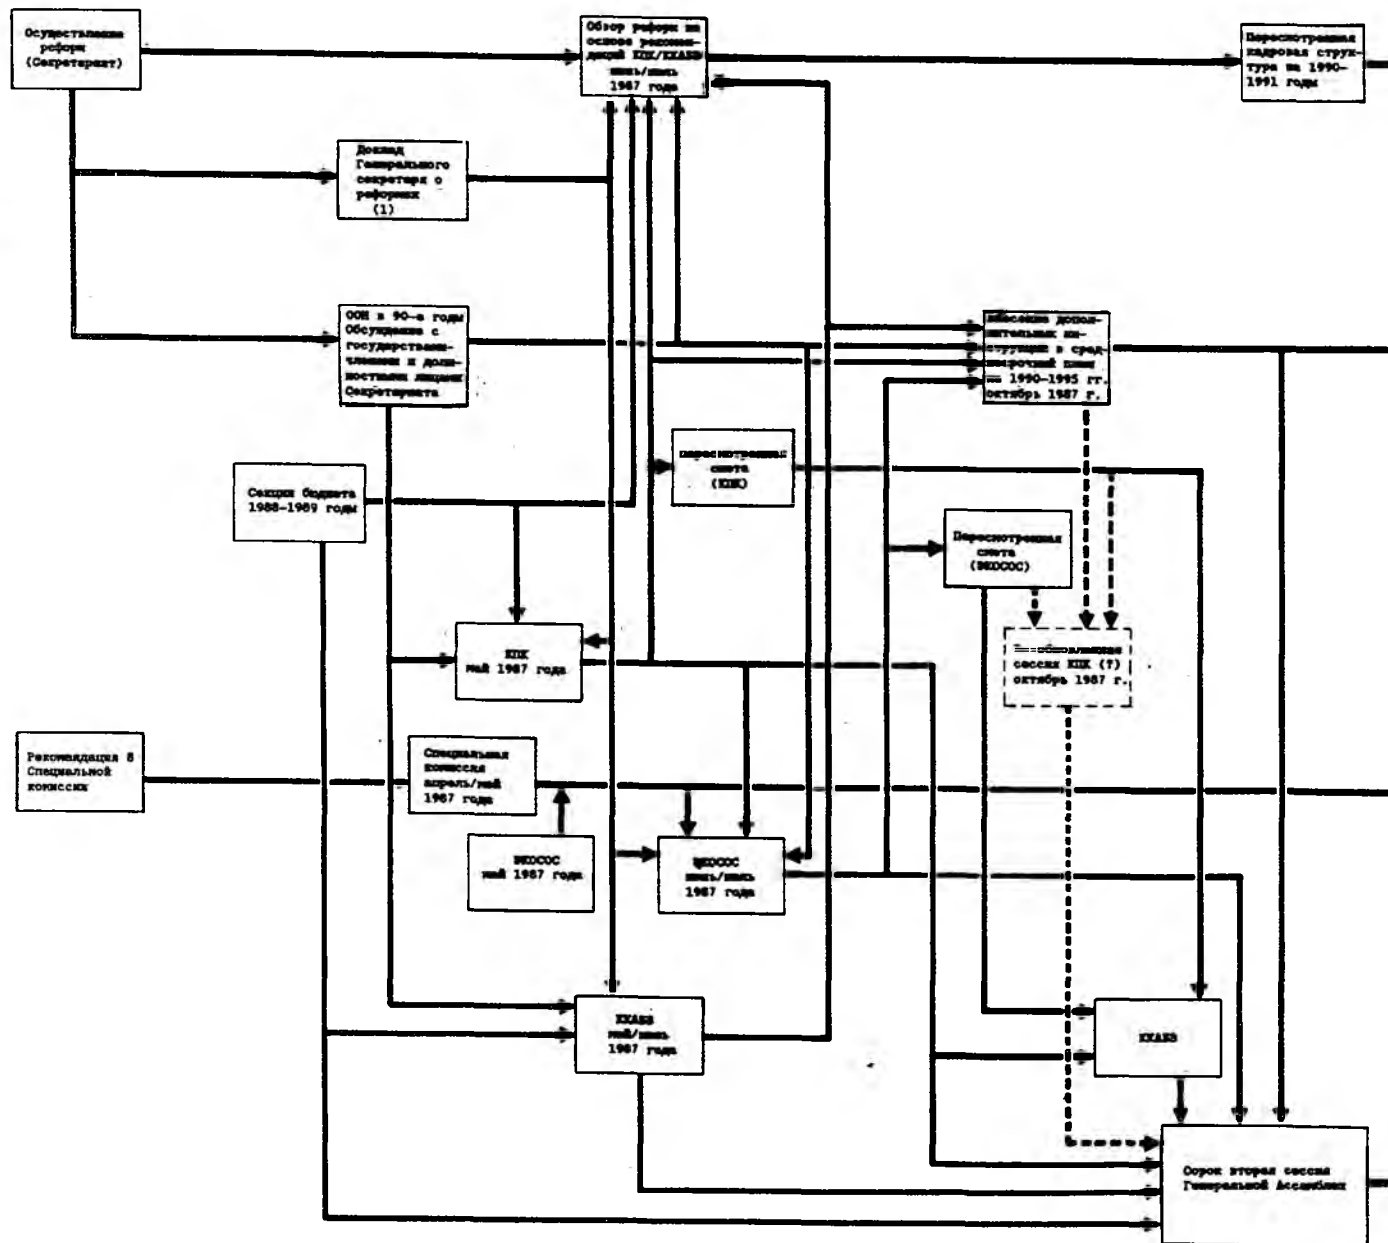 Осуществление
реформ
(Секретариат)
Обзор реформ на
основе рекомен-
даций КПК/ККАБВ
июнь/июль
1987 года
Пересмотренная
кадровая струк-
тура на 1990-
1991 годы
Доклад
Генерального
секретаря о
реформах
(1)
ООН в 90-е годы
Обсуждение с
государствами-
членами и долж-
ностными лицами
Секретариата
Внесение допол-
нительных ин-
струкций в сред-
несрочный план
на 1990-1995 гг.
октябрь 1987 г.
Пересмотренная
смета
(КПК)
Секции бюджета
1988-1989 годы
Пересмотренная
смета
(ЭКОСОС)
КПК
май 1987 года
сессия КПК (?)
октябрь 1987 г.
Рекомендация 8
Специальной
комиссии
Специальная
комиссия
апрель/май
1987 года
ЭКОСОС
май 1987 года
ЭКОСОС
июнь/июль
1987 года
ККАБВ
май/июнь
1987 года
ККАБВ
Сорок вторая сессия
Генеральной Ассамблеи